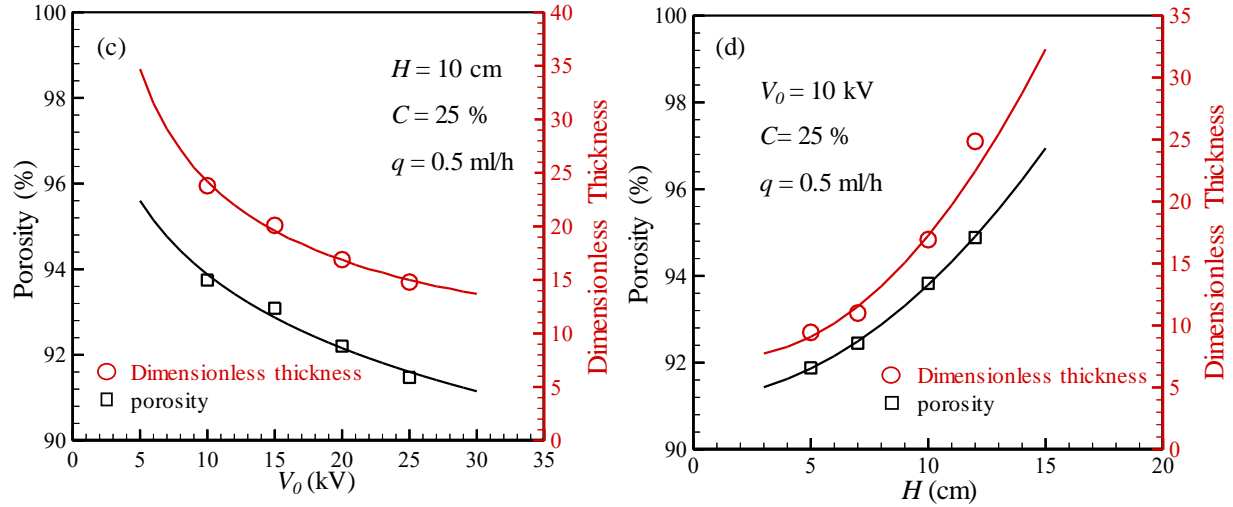 (c)
H = 10 cm
C = 25 %
q = 0.5 ml/h
Porosity (%)
100
98
96
94
92
90
40
35
30
25
20
15
10
5
0
Dimensionless Thickness
Dimensionless thickness
porosity
0 5 10 15 20 25 30 35
V0 (kV)
(d)
V0 = 10 kV
C= 25 %
q = 0.5 ml/h
Porosity (%)
100
98
96
94
92
90
35
30
25
20
15
10
5
0
Dimensionless Thickness
Dimensionless thickness
porosity
0 5 10 15 20
H (cm)